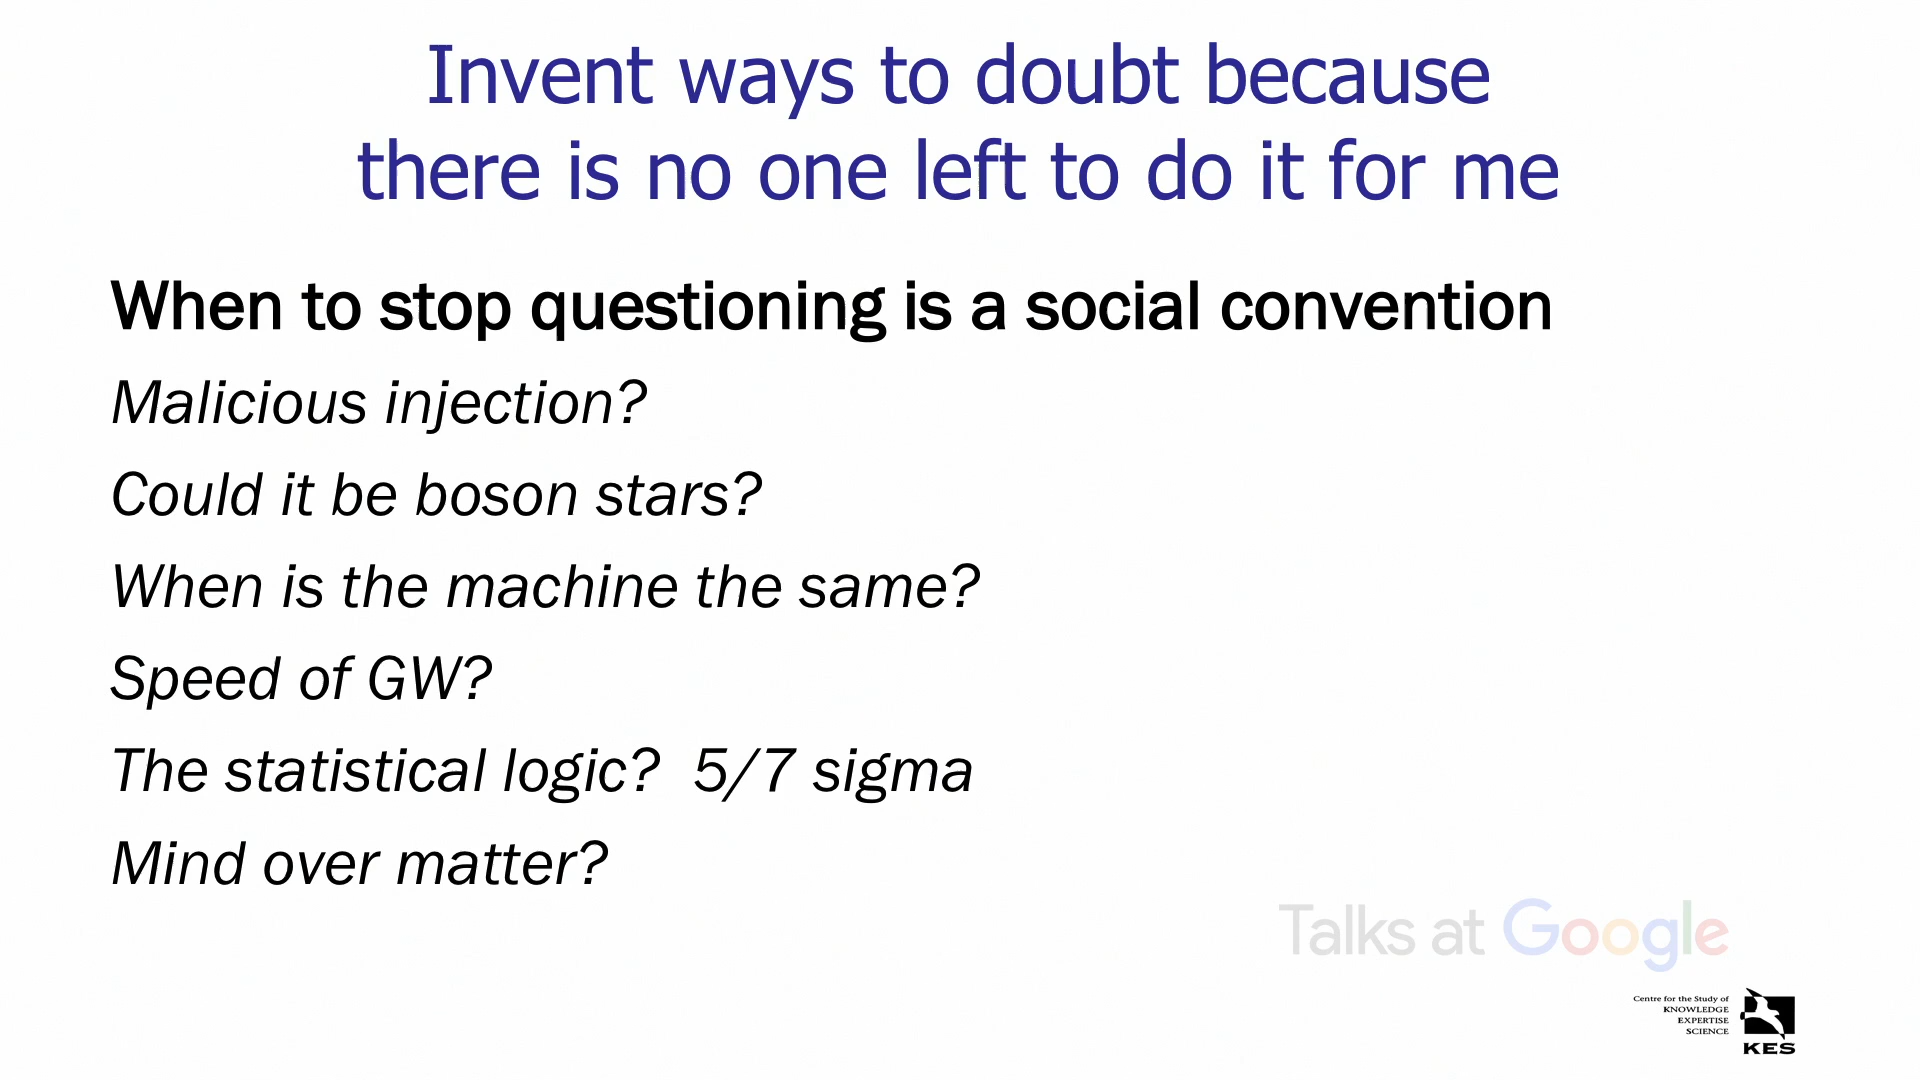 Invent ways to doubt because
there is no one left to do it for me
When to stop questioning is a social convention
Malicious injection?
Could it be boson stars?
When is the machine the same?
Speed of GW?
The statistical logic? 5/7 sigma
Mind over matter?
Talks at Google
Centre for the Study of
KNOWLEDGE
EXPERTISE
SCIENCE
KES